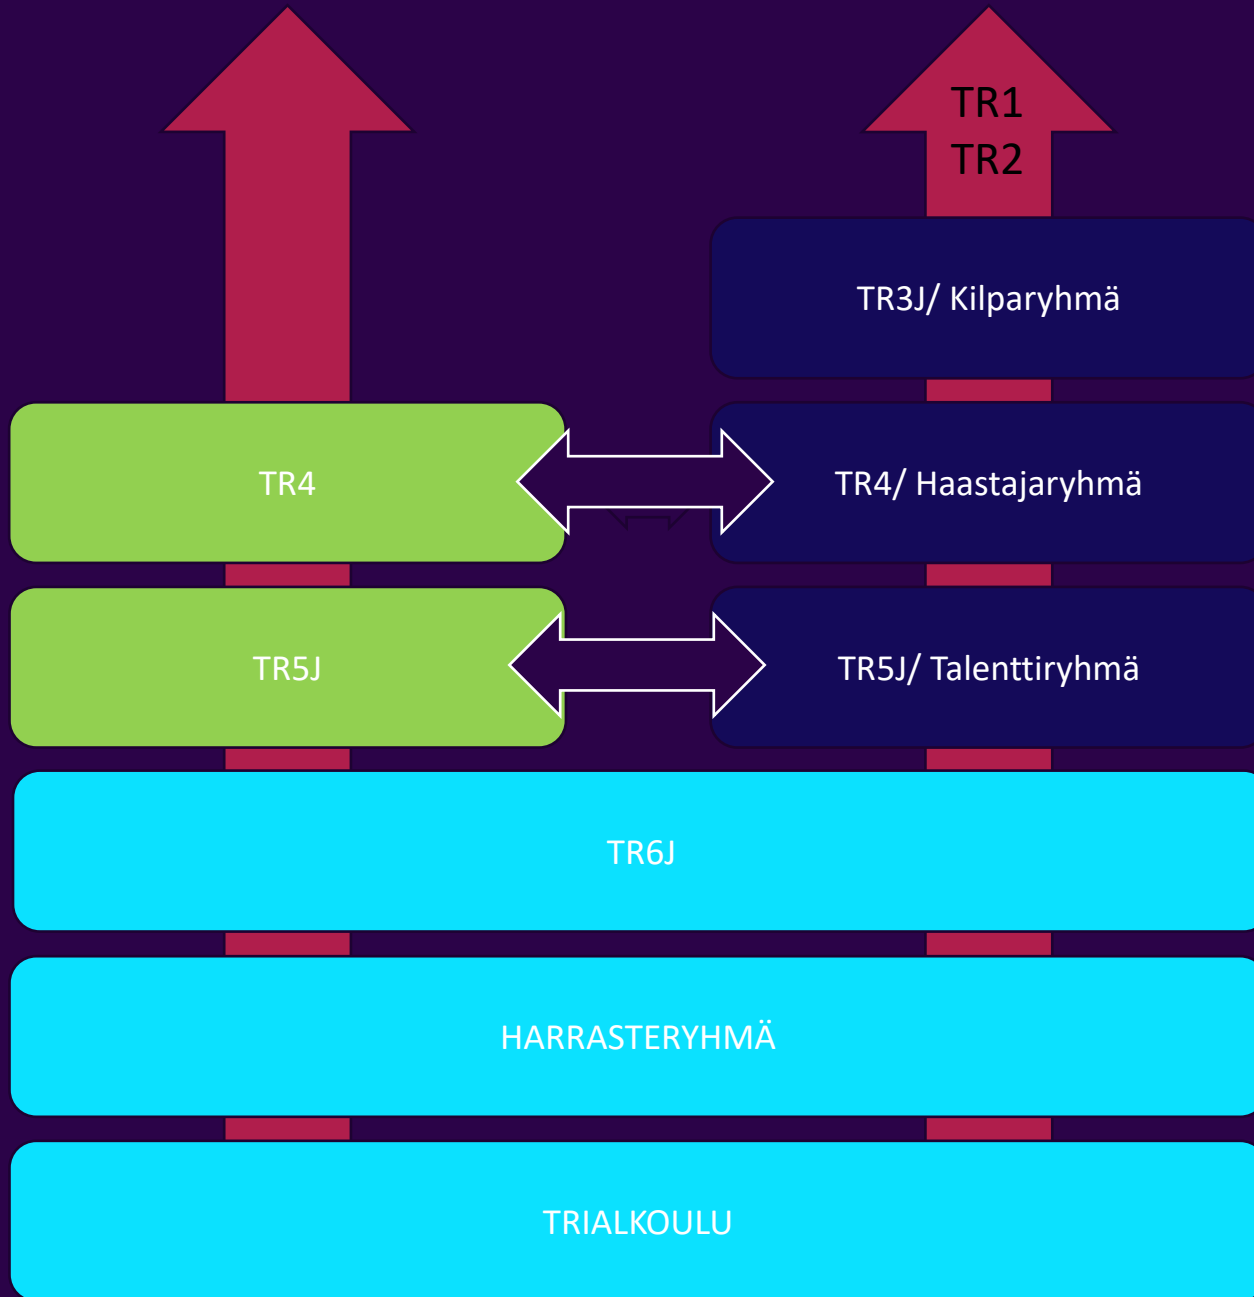 TR1
TR2
TR3J/ Kilparyhmä
TR4
TR4/ Haastajaryhmä
TR5J
TR5J/ Talenttiryhmä
TR6J
HARRASTERYHMÄ
TRIALKOULU